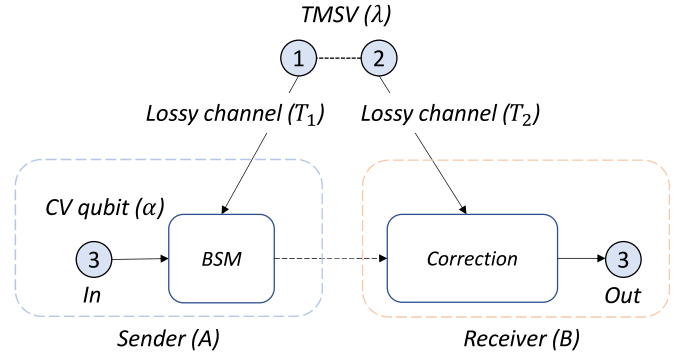 TMSV (λ)
1
2
Lossy channel (T₁)
Lossy channel (T₂)
CV qubit (α)
3
BSM
Correction
3
In
Out
Sender (A)
Receiver (B)